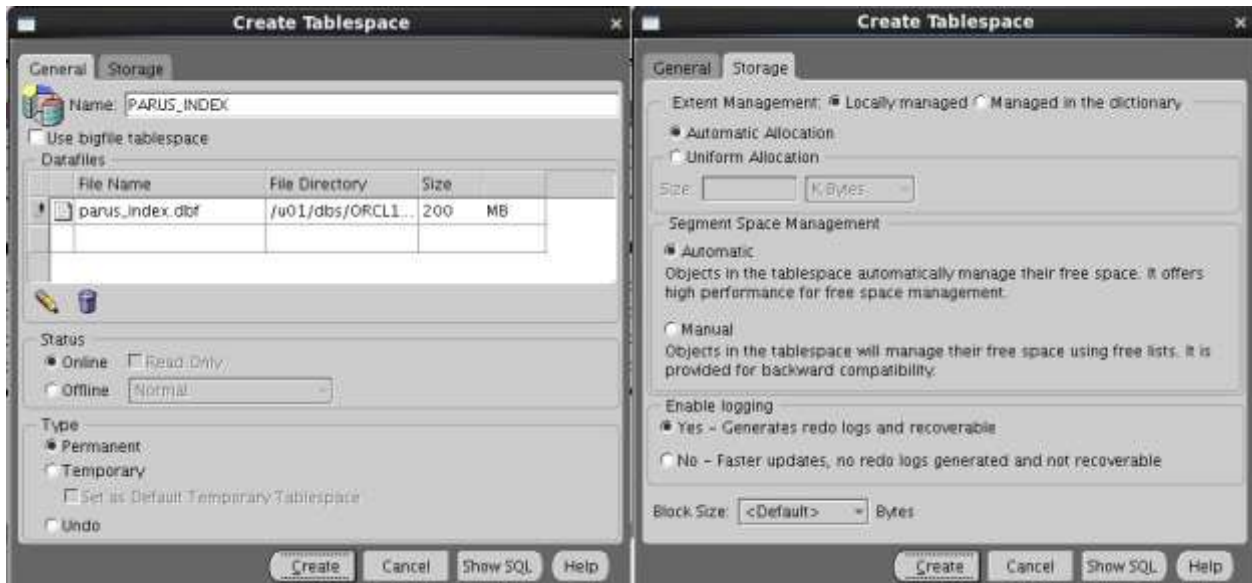 Create Tablespace
General Storage
Name: PARUS_INDEX
Use bigfile tablespace
Datafiles
File Name File Directory Size
parus_index.dbf /u01/dbs/ORCL1... 200 MB
Status
Online Read Only
Offline Normal
Type
Permanent
Temporary
Set as Default Temporary Tablespace
Undo
Create Cancel Show SQL Help
Create Tablespace
General Storage
Extent Management: Locally managed Managed in the dictionary
Automatic Allocation
Uniform Allocation
Size: K Bytes
Segment Space Management
Automatic
Objects in the tablespace automatically manage their free space. It offers
high performance for free space management.
Manual
Objects in the tablespace will manage their free space using free lists. It is
provided for backward compatibility.
Enable logging
Yes - Generates redo logs and recoverable
No - Faster updates, no redo logs generated and not recoverable
Block Size: <Default> Bytes
Create Cancel Show SQL Help